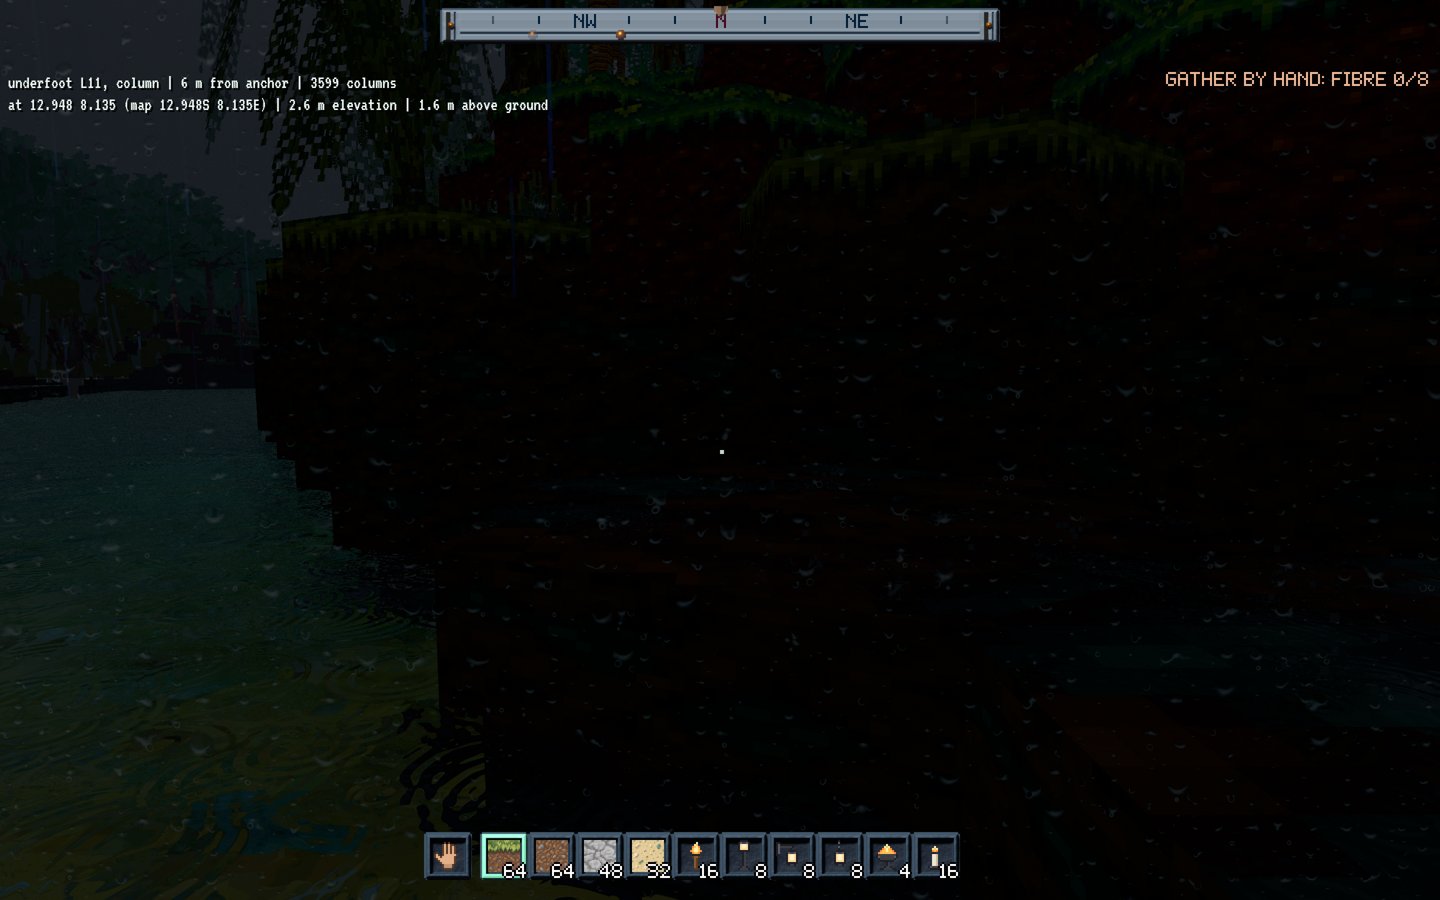 NW N NE
underfoot L11, column | 6 m from anchor | 3599 columns
GATHER BY HAND: FIBRE 0/8
at 12.948 8.135 (map 12.948S 8.135E) | 2.6 m elevation | 1.6 m above ground
64 64 48 32 16 8 8 8 4 16